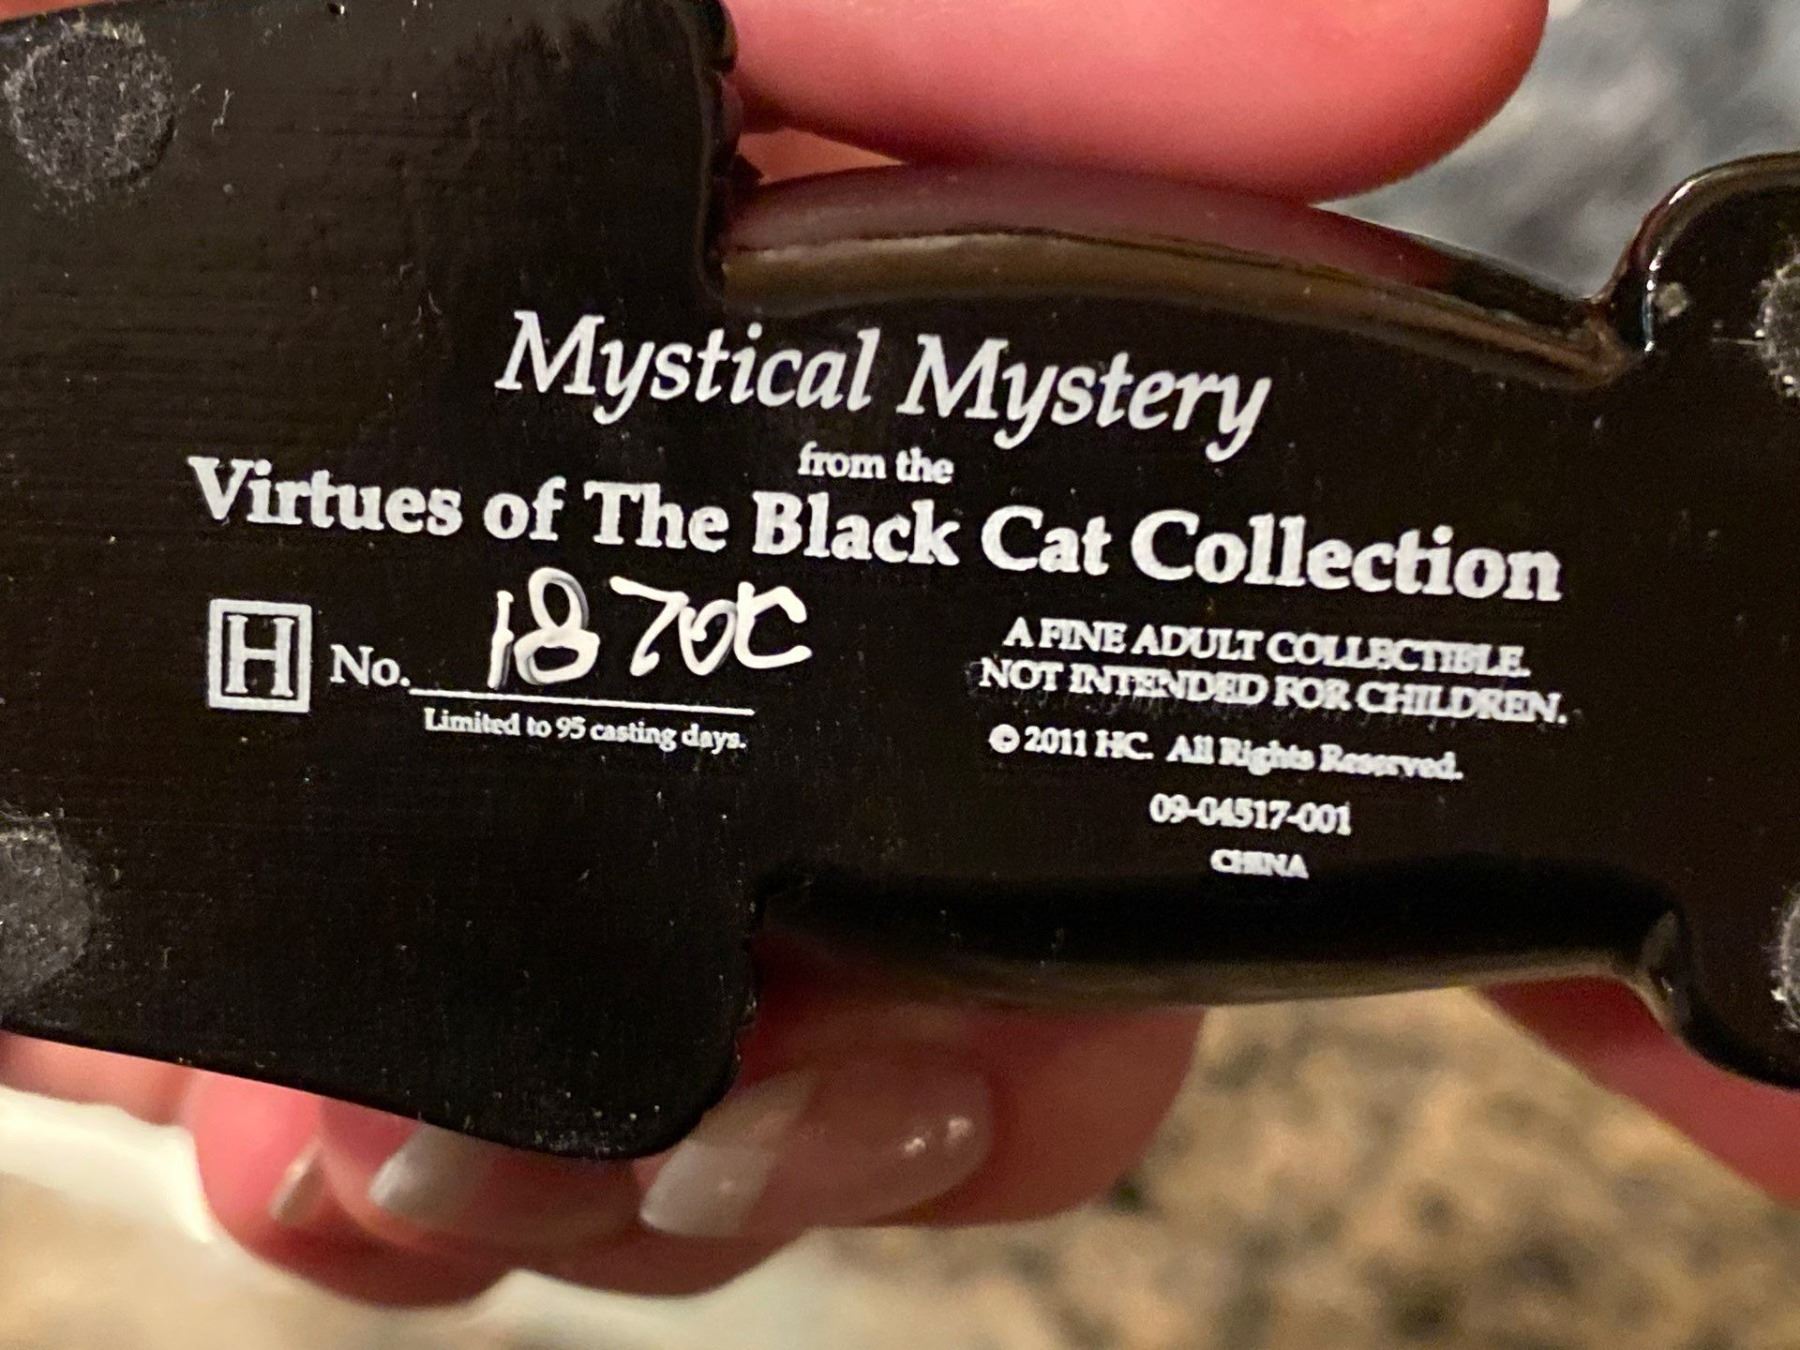 Mystical Mystery
from the
Virtues of The Black Cat Collection
H No. 1870C
Limited to 95 casting days.
A FINE ADULT COLLECTIBLE.
NOT INTENDED FOR CHILDREN.
© 2011 HC. All Rights Reserved.
09-04517-001
CHINA